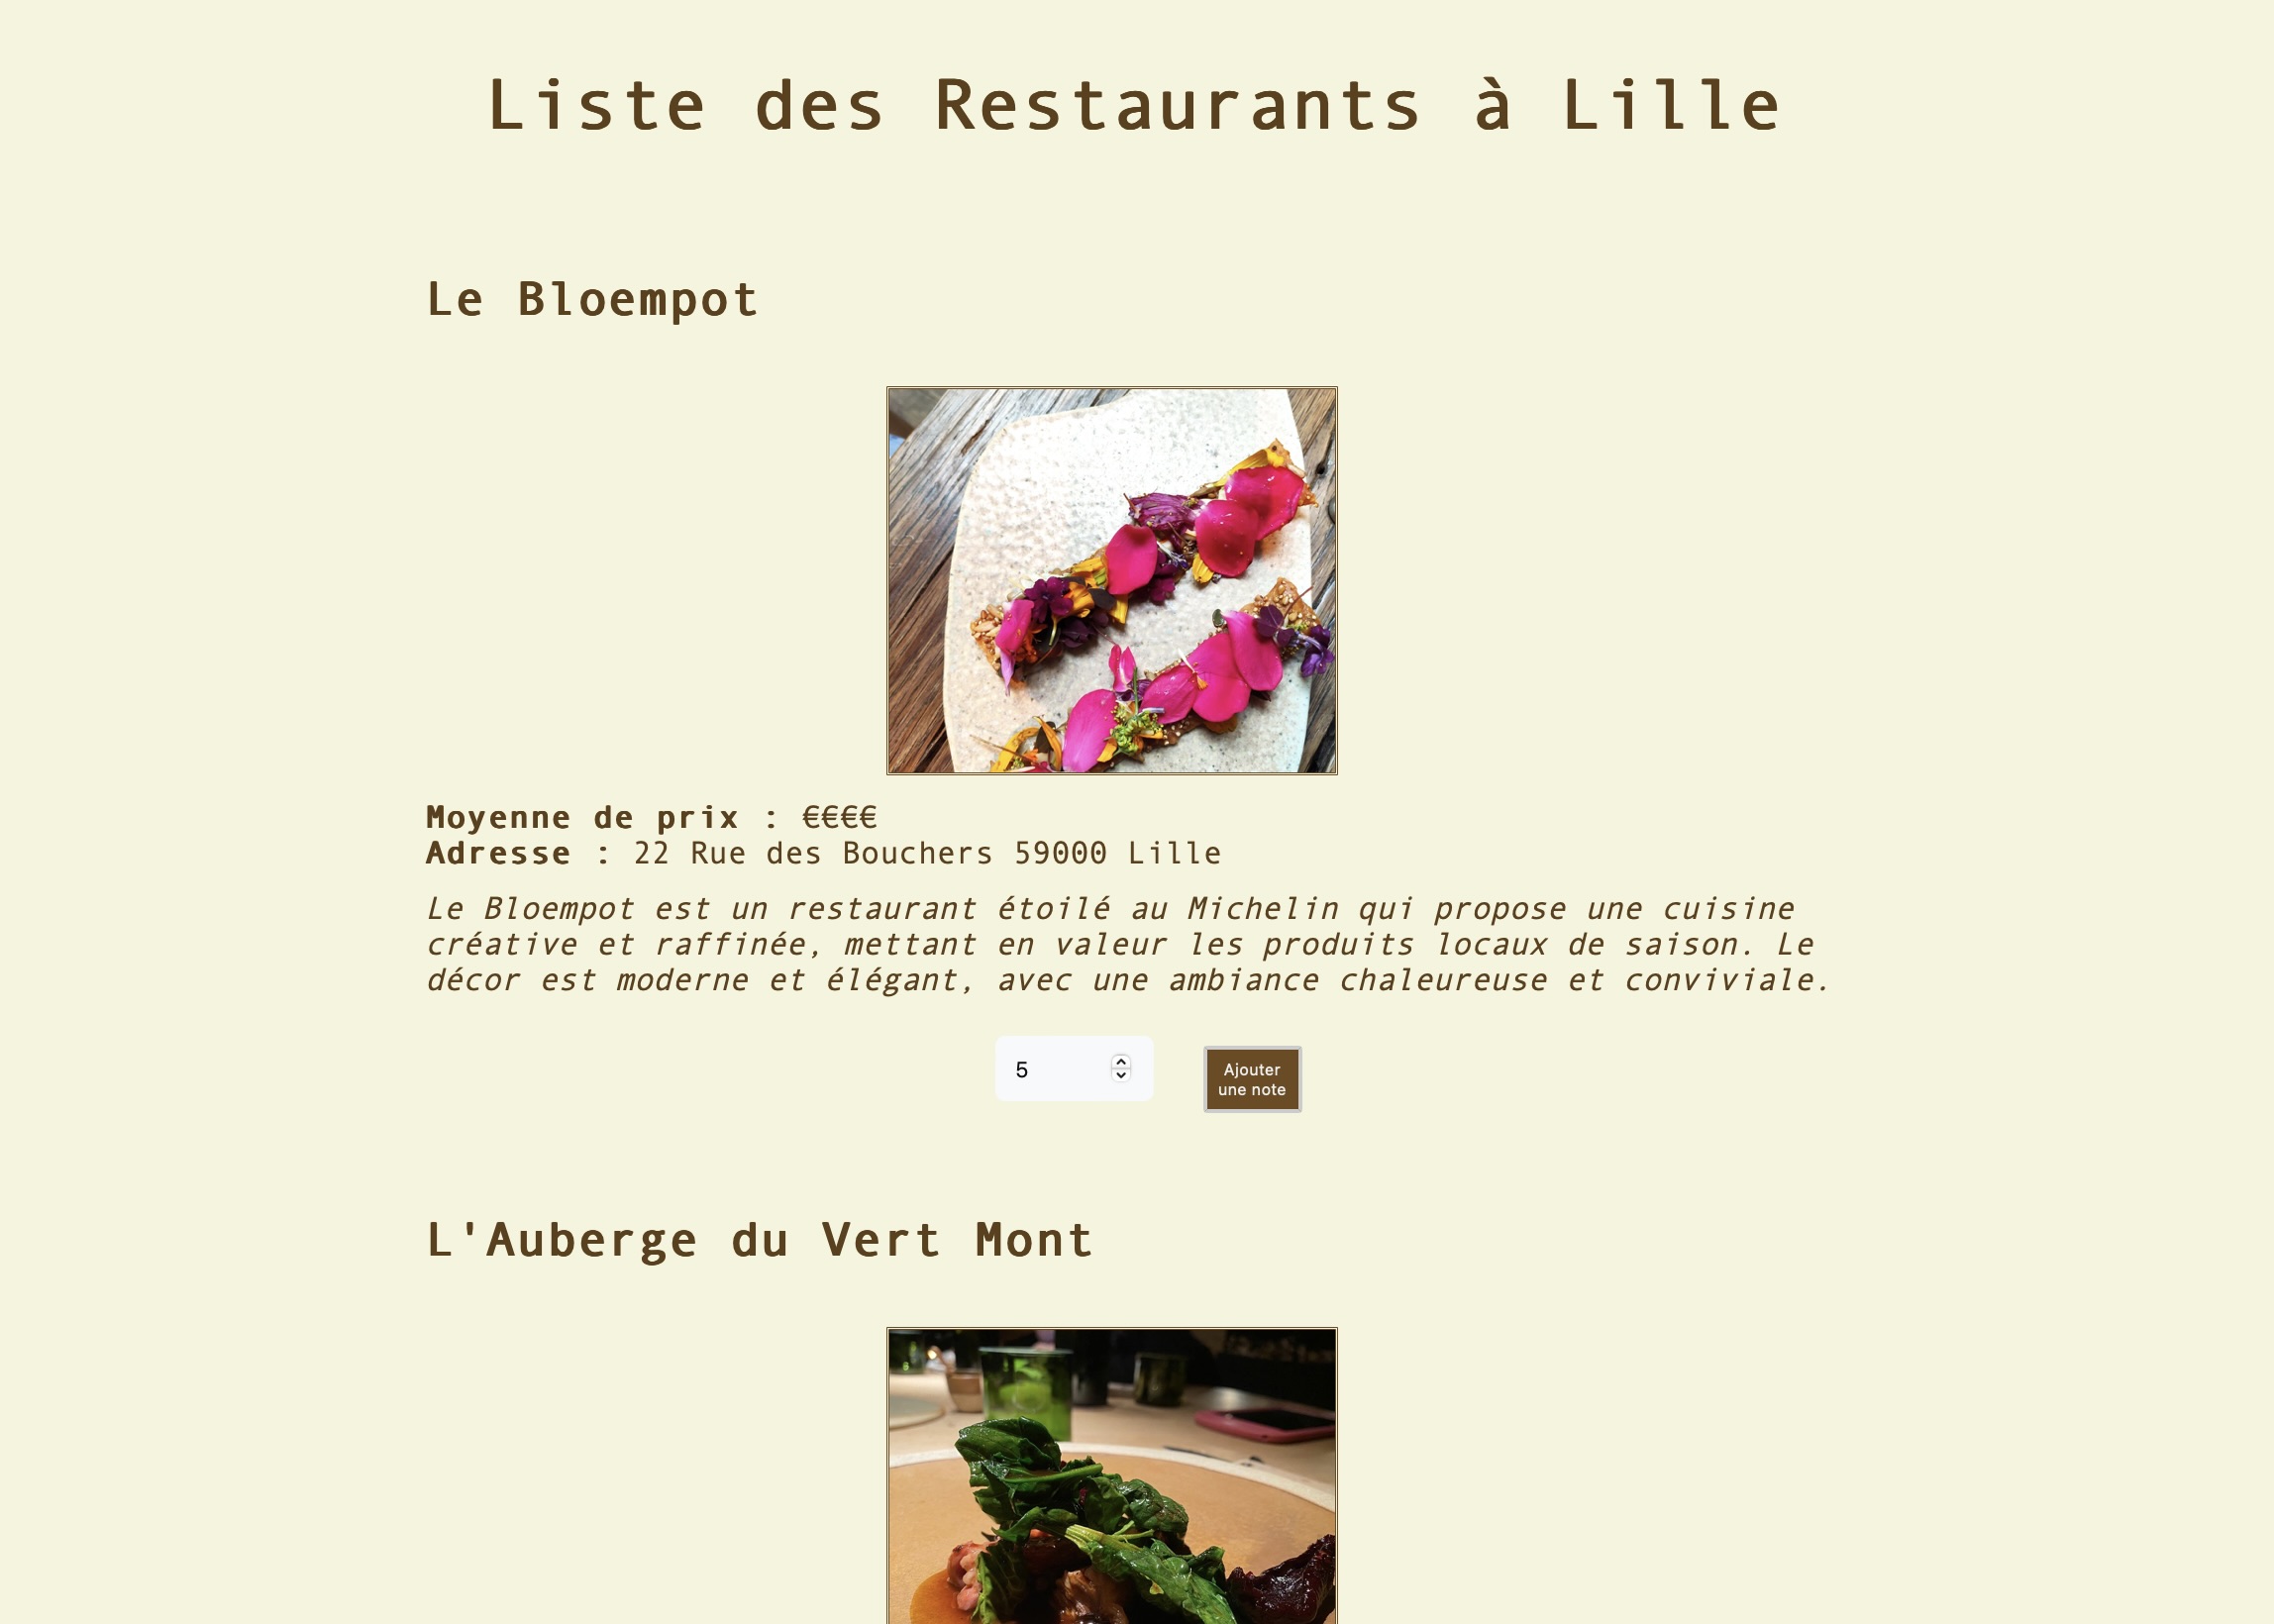 Liste des Restaurants à Lille
Le Bloempot
Moyenne de prix : €€€€
Adresse : 22 Rue des Bouchers 59000 Lille
Le Bloempot est un restaurant étoilé au Michelin qui propose une cuisine
créative et raffinée, mettant en valeur les produits locaux de saison. Le
décor est moderne et élégant, avec une ambiance chaleureuse et conviviale.
5
Ajouter
une note
L'Auberge du Vert Mont